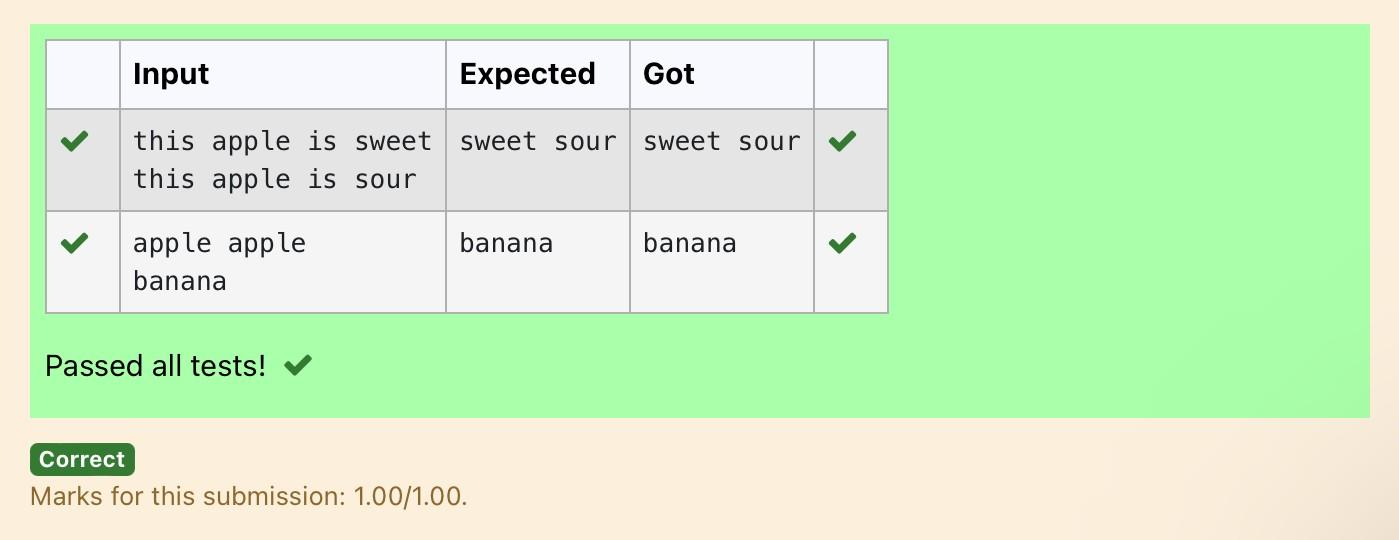 Input Expected Got
this apple is sweet sweet sour sweet sour
this apple is sour
apple apple banana banana
banana
Passed all tests!
Correct
Marks for this submission: 1.00/1.00.